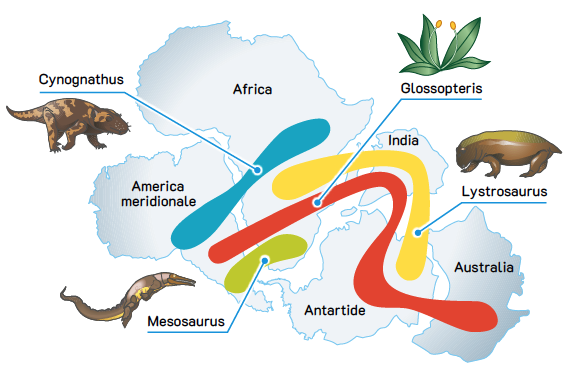 Cynognathus
Africa
Glossopteris
India
America
meridionale
Lystrosaurus
Australia
Antartide
Mesosaurus